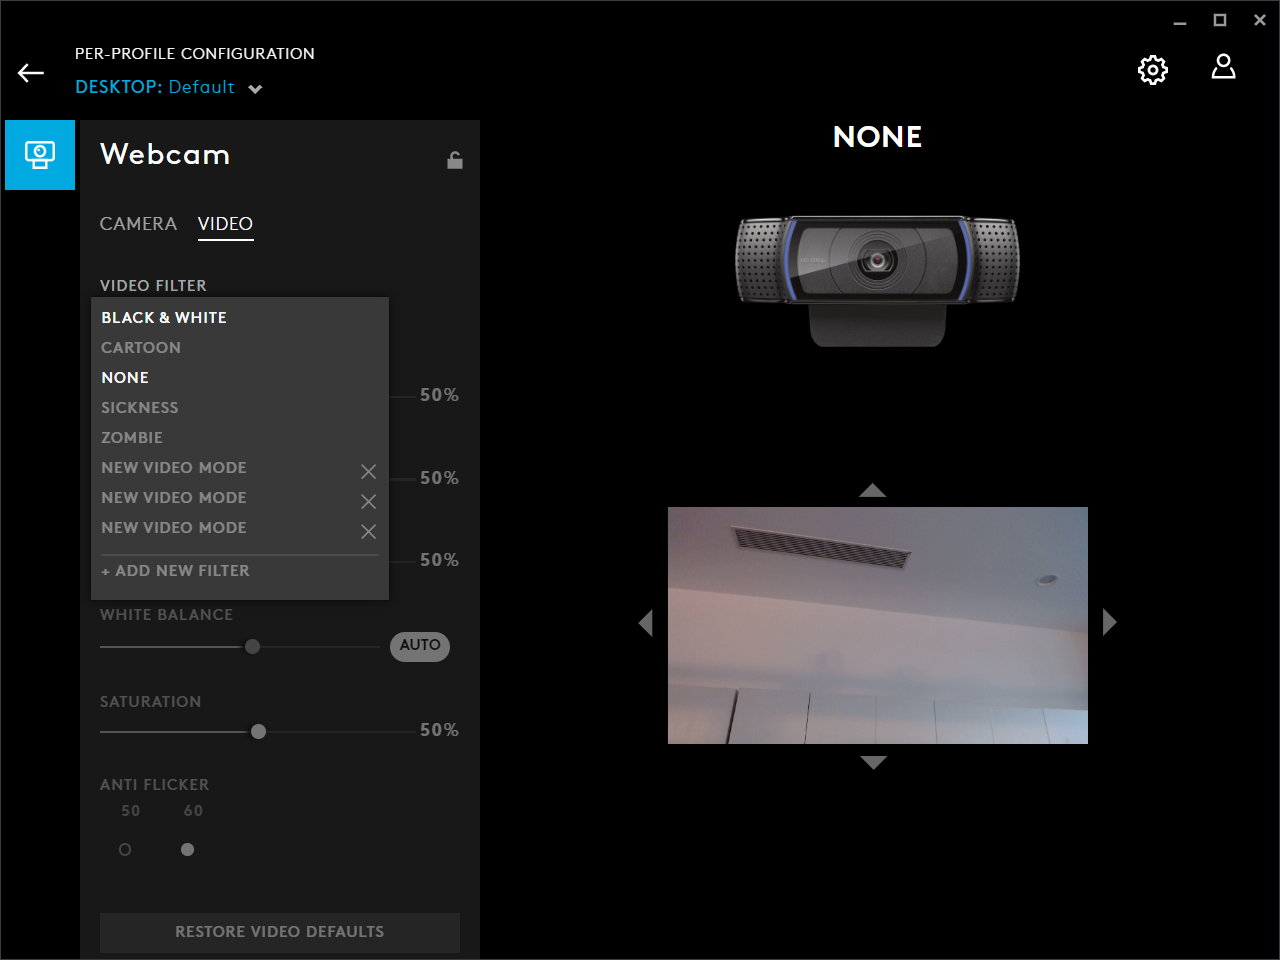 PER-PROFILE CONFIGURATION
DESKTOP: Default
Webcam
CAMERA VIDEO
VIDEO FILTER
BLACK & WHITE
CARTOON
NONE
SICKNESS
ZOMBIE
NEW VIDEO MODE
NEW VIDEO MODE
NEW VIDEO MODE
+ ADD NEW FILTER
50%
50%
50%
WHITE BALANCE
AUTO
SATURATION
50%
ANTI FLICKER
50 60
RESTORE VIDEO DEFAULTS
NONE